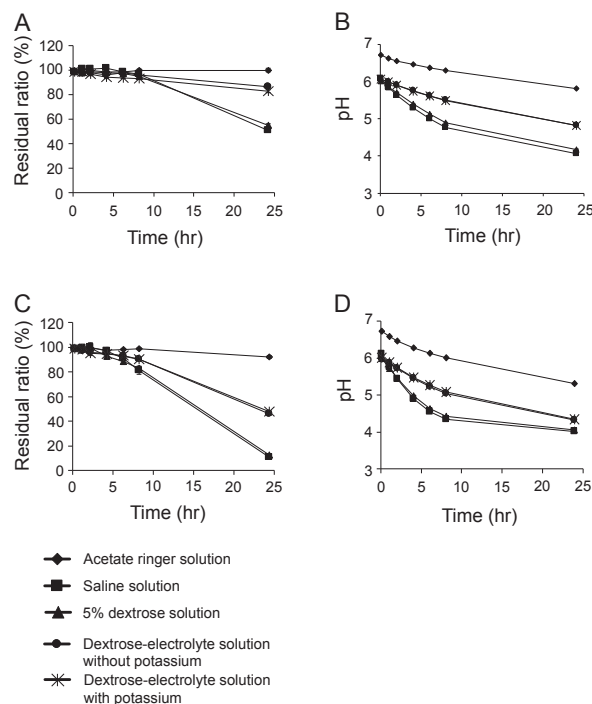 A
B
Residual ratio (%)
120
100
80
60
40
20
0
0 5 10 15 20 25
Time (hr)
pH
7
6
5
4
3
0 5 10 15 20 25
Time (hr)
C
D
Residual ratio (%)
120
100
80
60
40
20
0
0 5 10 15 20 25
Time (hr)
pH
7
6
5
4
3
0 5 10 15 20 25
Time (hr)
Acetate ringer solution
Saline solution
5% dextrose solution
Dextrose-electrolyte solution
without potassium
Dextrose-electrolyte solution
with potassium